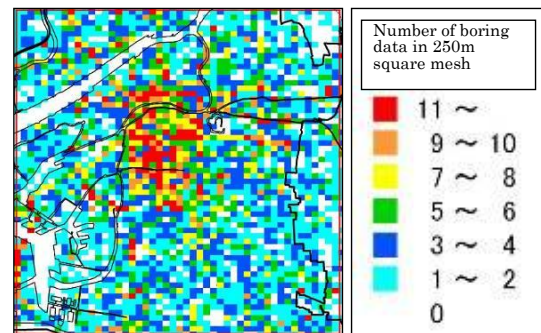 Number of boring
data in 250m
square mesh
11 ~
9 ~ 10
7 ~ 8
5 ~ 6
3 ~ 4
1 ~ 2
0